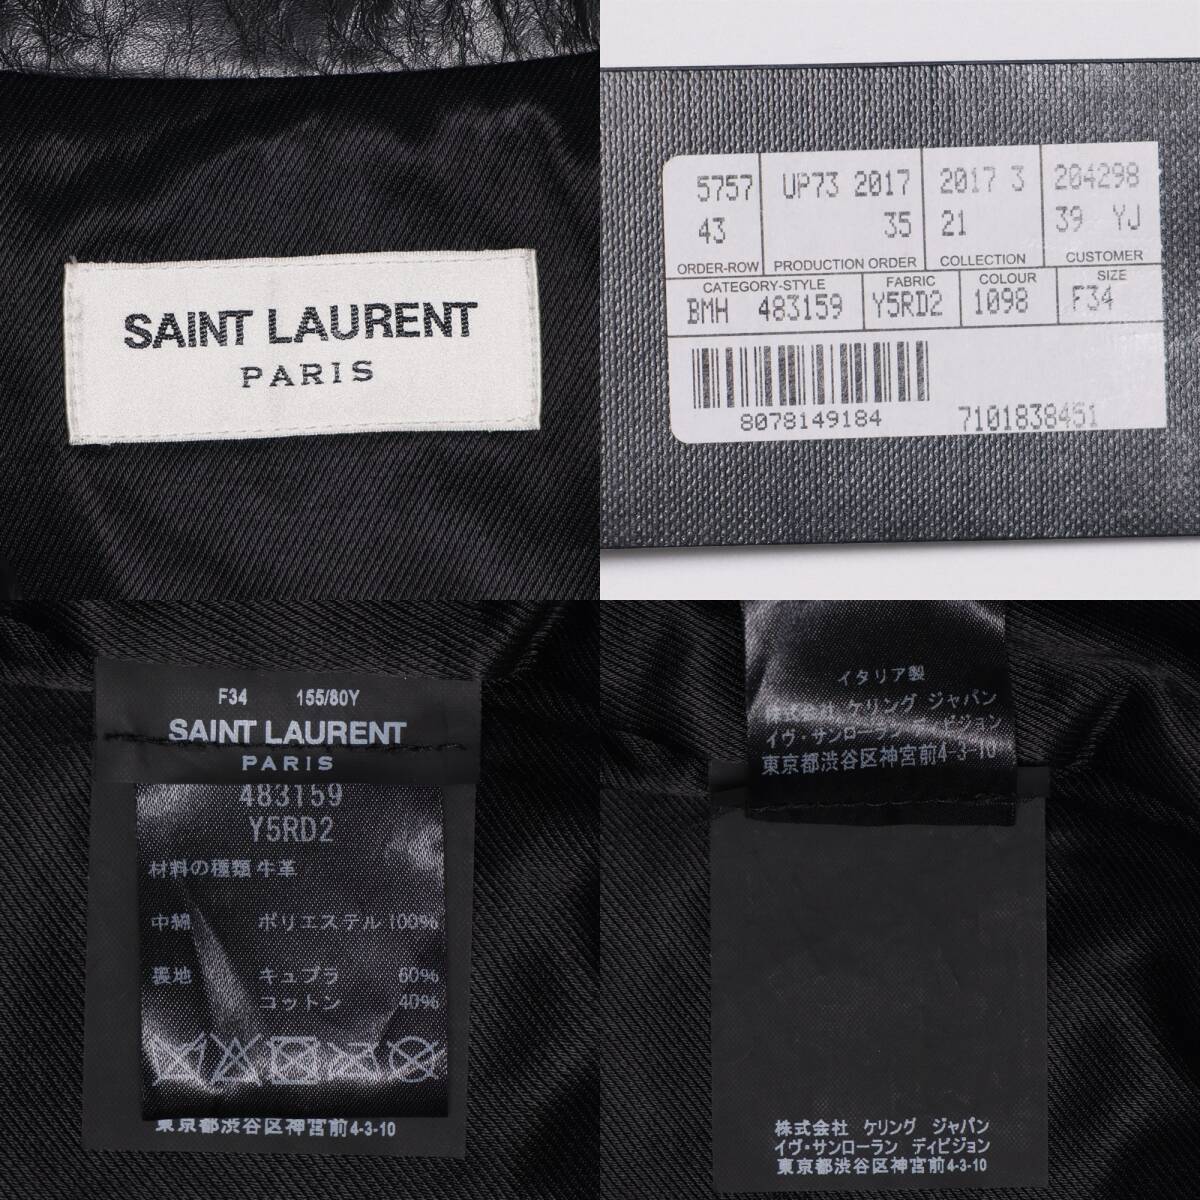 SAINT LAURENT
PARIS
5757 UP73 2017 2017 3 204298
43 35 21 39 YJ
ORDER-ROW PRODUCTION ORDER COLLECTION CUSTOMER
CATEGORY-STYLE FABRIC COLOUR SIZE
BMH 483159 Y5RD2 1098 F34
8078149184 7101838451
F34 155/80Y
SAINT LAURENT
PARIS
483159
Y5RD2
材料の種類 牛革
中綿 ポリエステル 100%
裏地 キュプラ 60%
コットン 40%
東京都渋谷区神宮前4-3-10
イタリア製
株式会社 ケリング ジャパン
イヴ・サンローラン ディビジョン
東京都渋谷区神宮前4-3-10
株式会社 ケリング ジャパン
イヴ・サンローラン ディビジョン
東京都渋谷区神宮前4-3-10